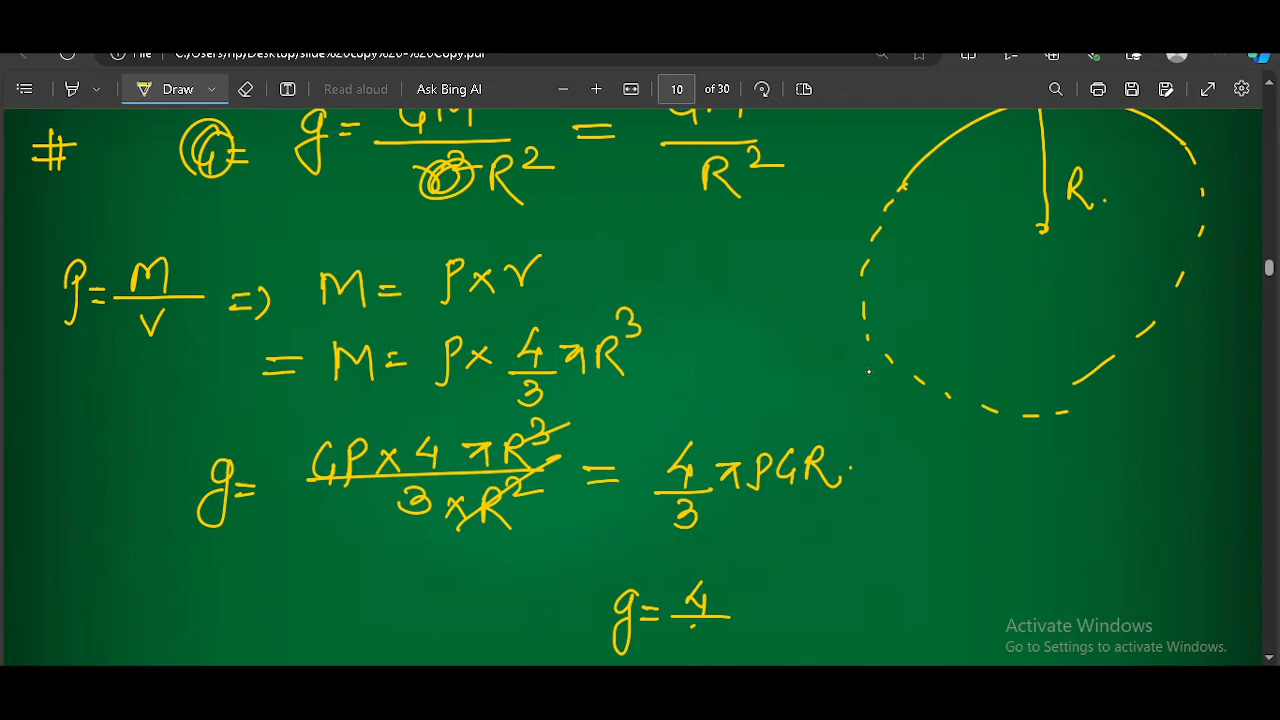 File C:/Users/hp/Desktop/slide%20copy%20-%20Copy.pdf
Draw Read aloud Ask Bing AI 10 of 30
# g = GM/R² = GM/R²
R.
ρ = M/V => M = ρ × V
= M = ρ × 4/3 πR³
g = Gρ × 4 πR³/3 × R² = 4/3 πρGR.
g = 4
Activate Windows
Go to Settings to activate Windows.